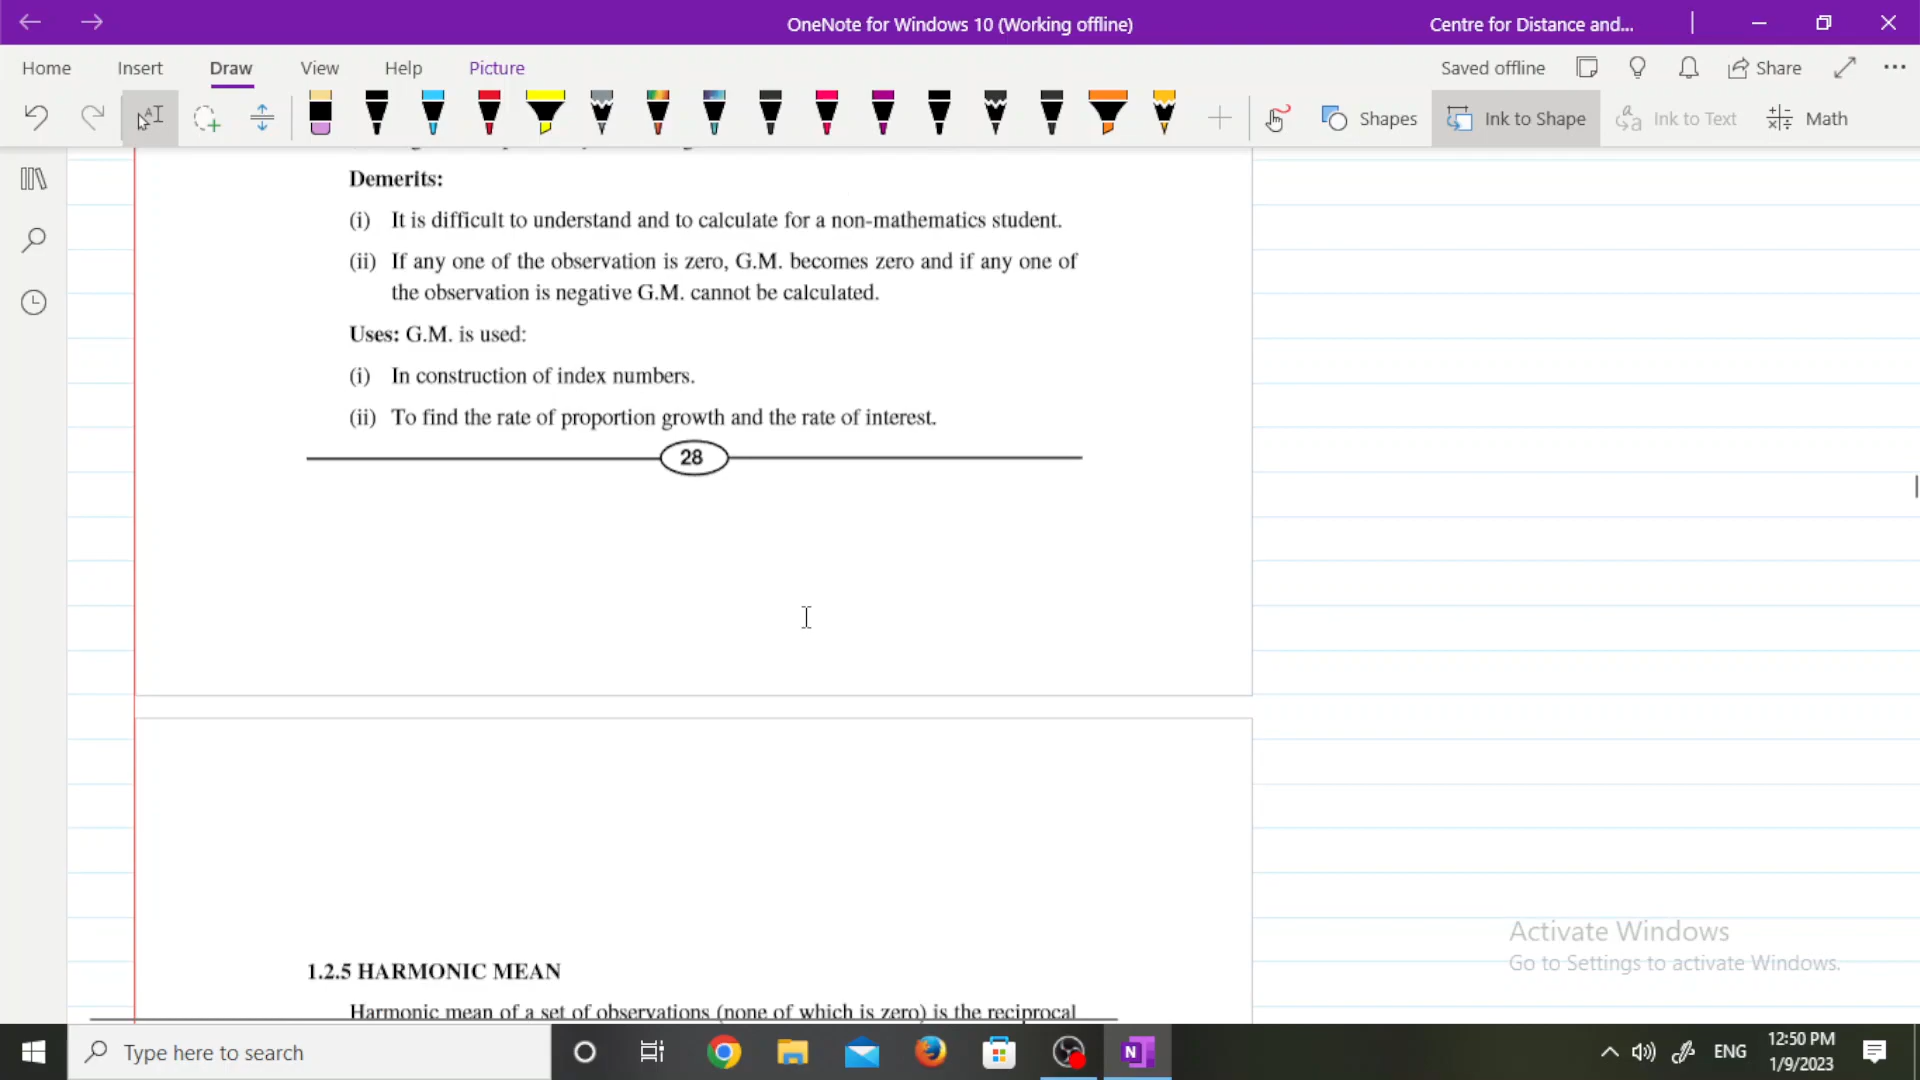 OneNote for Windows 10 (Working offline)
Centre for Distance and...
Home Insert Draw View Help Picture
Saved offline Share
Shapes Ink to Shape Ink to Text Math
Demerits:
(i) It is difficult to understand and to calculate for a non-mathematics student.
(ii) If any one of the observation is zero, G.M. becomes zero and if any one of
the observation is negative G.M. cannot be calculated.
Uses: G.M. is used:
(i) In construction of index numbers.
(ii) To find the rate of proportion growth and the rate of interest.
28
1.2.5 HARMONIC MEAN
Harmonic mean of a set of observations (none of which is zero) is the reciprocal
Activate Windows
Go to Settings to activate Windows.
Type here to search
ENG
12:50 PM
1/9/2023